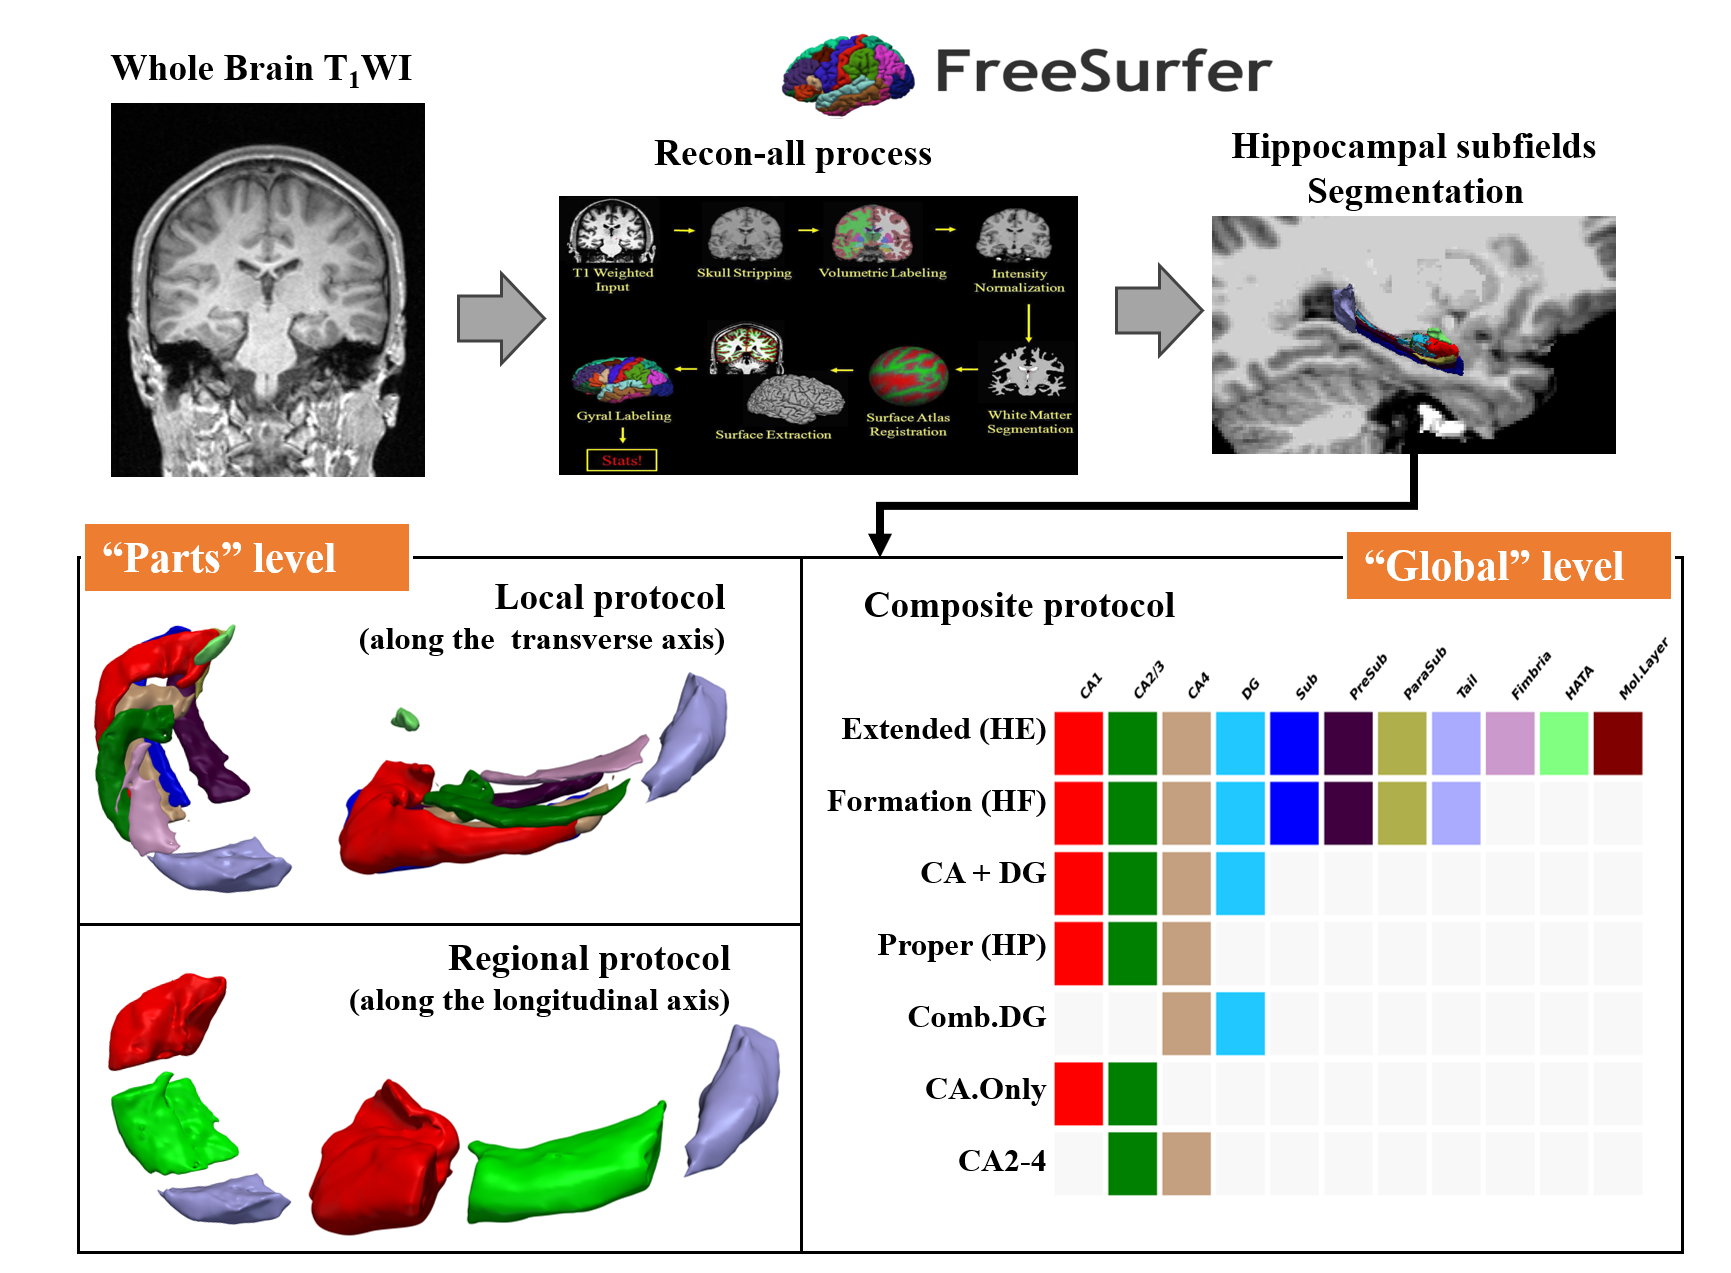 Whole Brain T1WI
FreeSurfer
Recon-all process
Hippocampal subfields
Segmentation
T1 Weighted
Input
Skull Stripping
Volumetric Labeling
Intensity
Normalization
Gyral Labeling
Surface Extraction
Surface Atlas
Registration
White Matter
Segmentation
Stats!
“Parts” level
“Global” level
Local protocol
(along the transverse axis)
Regional protocol
(along the longitudinal axis)
Composite protocol
CA1
CA2/3
CA4
DG
Sub
PreSub
ParaSub
Tail
Fimbria
HATA
Mol.Layer
Extended (HE)
Formation (HF)
CA + DG
Proper (HP)
Comb.DG
CA.Only
CA2-4